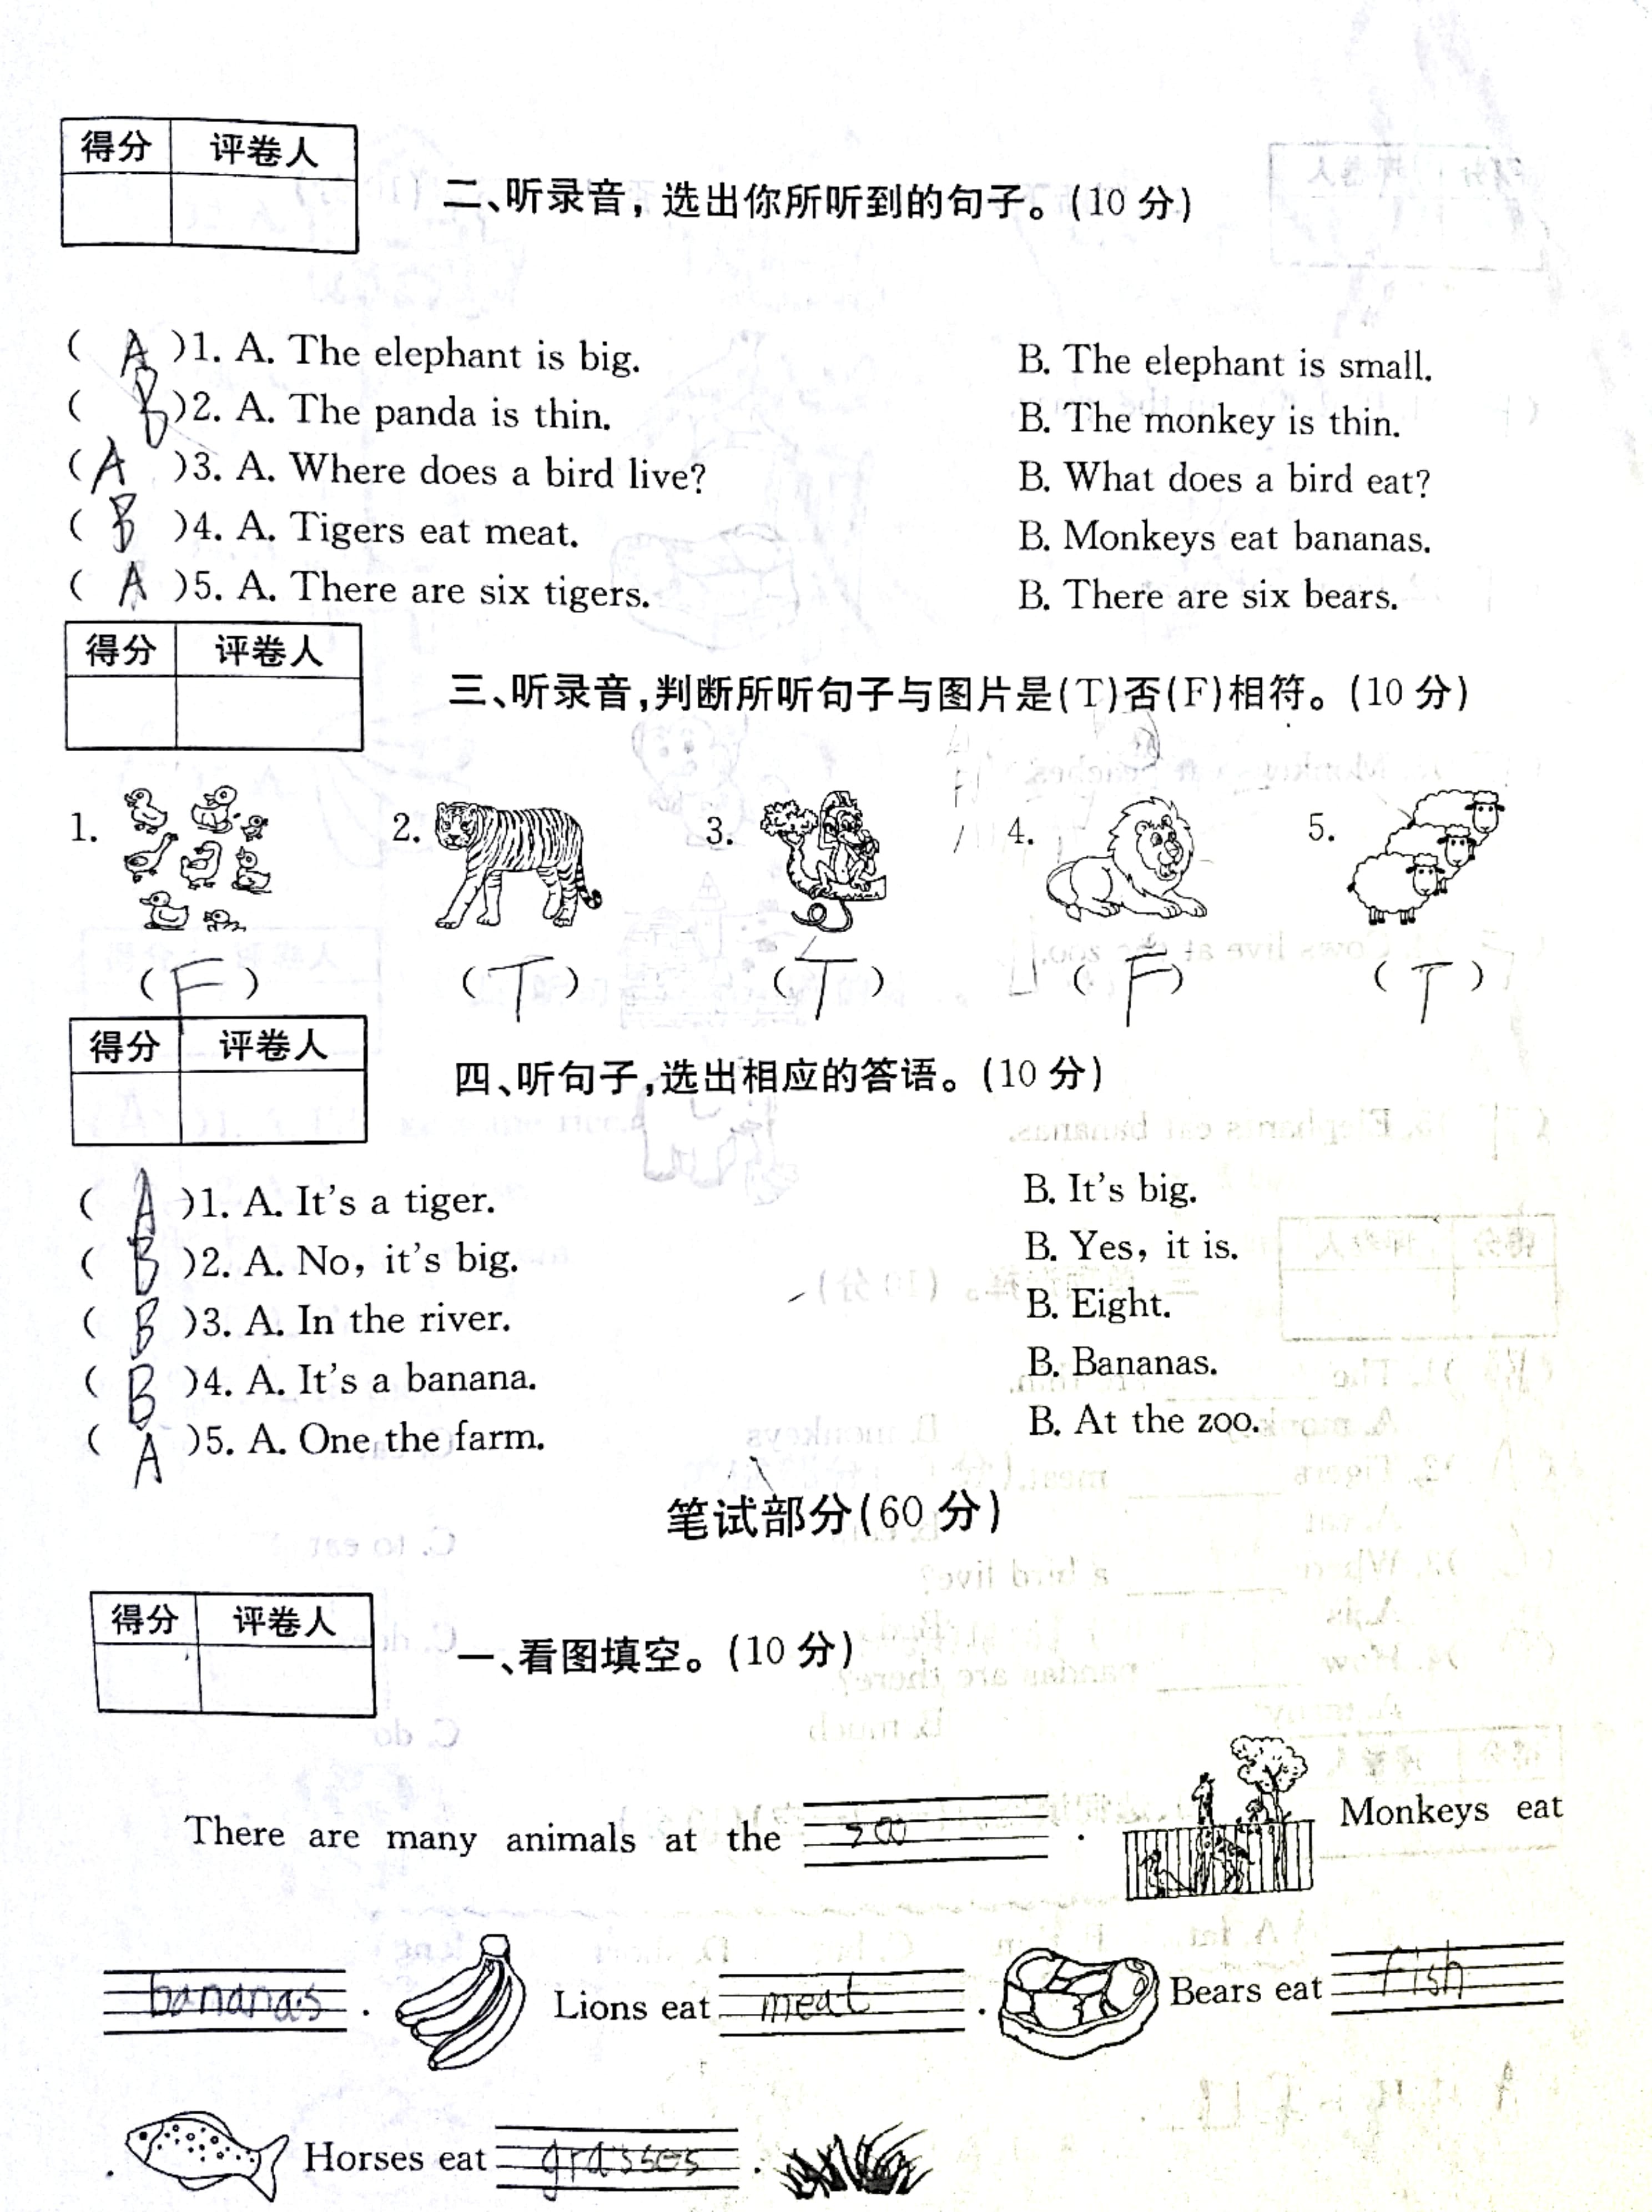 得分 评卷人
二、听录音，选出你所听到的句子。(10 分)
( A )1. A. The elephant is big. B. The elephant is small.
( B )2. A. The panda is thin. B. The monkey is thin.
( A )3. A. Where does a bird live? B. What does a bird eat?
( B )4. A. Tigers eat meat. B. Monkeys eat bananas.
( A )5. A. There are six tigers. B. There are six bears.
得分 评卷人
三、听录音,判断所听句子与图片是(T)否(F)相符。(10 分)
1. 2. 3. 4. 5.
( F ) ( T ) ( T ) ( F ) ( T )
得分 评卷人
四、听句子,选出相应的答语。(10 分)
( A )1. A. It's a tiger. B. It's big.
( B )2. A. No, it's big. B. Yes, it is.
( B )3. A. In the river. B. Eight.
( B )4. A. It's a banana. B. Bananas.
( A )5. A. One the farm. B. At the zoo.
笔试部分(60 分)
得分 评卷人
一、看图填空。(10 分)
There are many animals at the zoo . Monkeys eat
bananas . Lions eat meat . Bears eat fish
. Horses eat grasses .